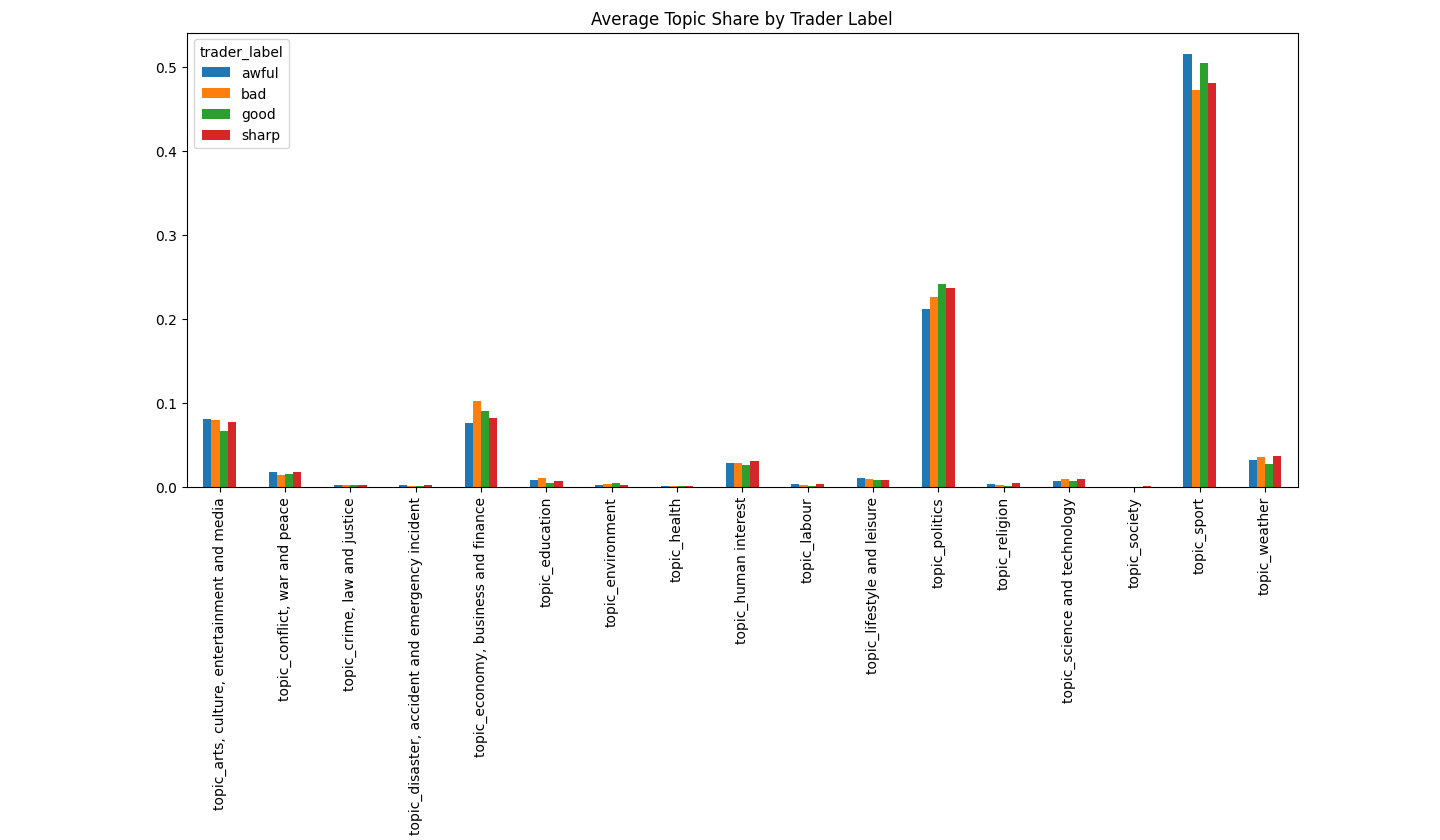 Average Topic Share by Trader Label
trader_label
awful
bad
good
sharp
0.5
0.4
0.3
0.2
0.1
0.0
topic_arts, culture, entertainment and media
topic_conflict, war and peace
topic_crime, law and justice
topic_disaster, accident and emergency incident
topic_economy, business and finance
topic_education
topic_environment
topic_health
topic_human interest
topic_labour
topic_lifestyle and leisure
topic_politics
topic_religion
topic_science and technology
topic_society
topic_sport
topic_weather